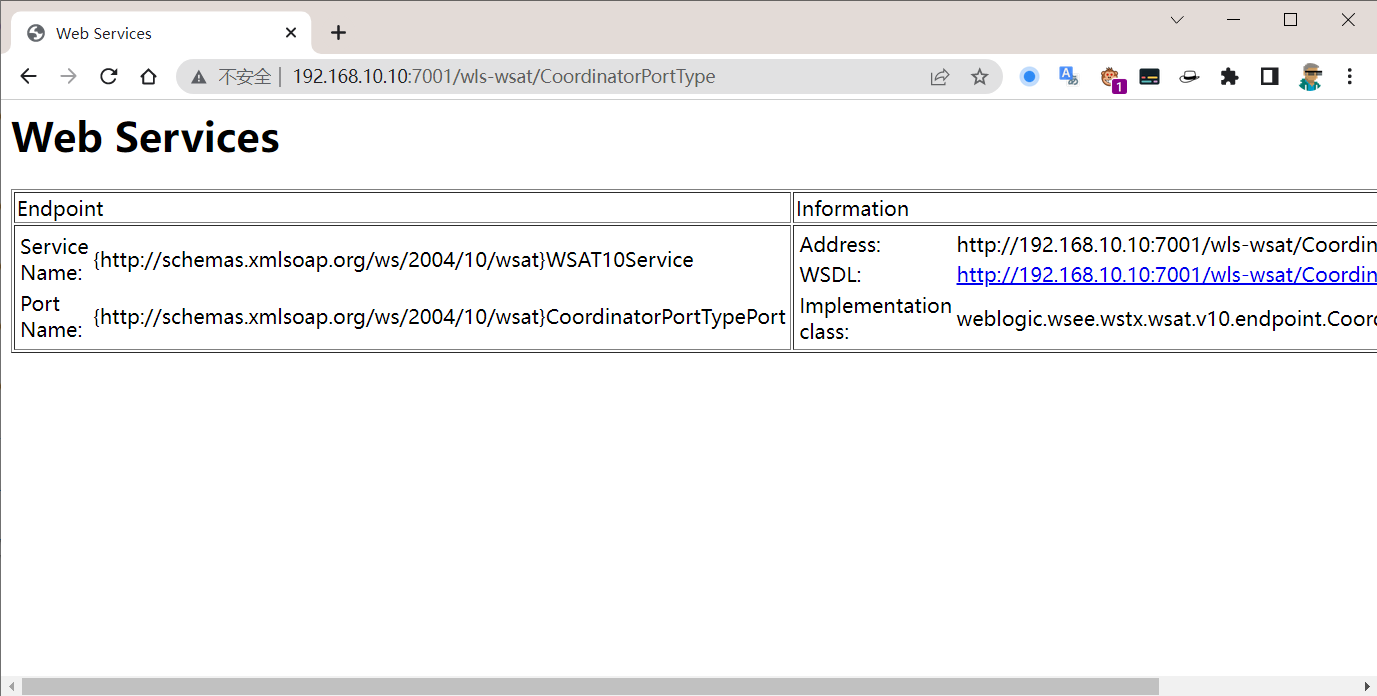 Web Services
不安全 | 192.168.10.10:7001/wls-wsat/CoordinatorPortType
1
Web Services
Endpoint
Information
Service
Name:
{http://schemas.xmlsoap.org/ws/2004/10/wsat}WSAT10Service
Port
Name:
{http://schemas.xmlsoap.org/ws/2004/10/wsat}CoordinatorPortTypePort
Address:
http://192.168.10.10:7001/wls-wsat/Coordin
WSDL:
http://192.168.10.10:7001/wls-wsat/Coordin
Implementation
class:
weblogic.wsee.wstx.wsat.v10.endpoint.Coord